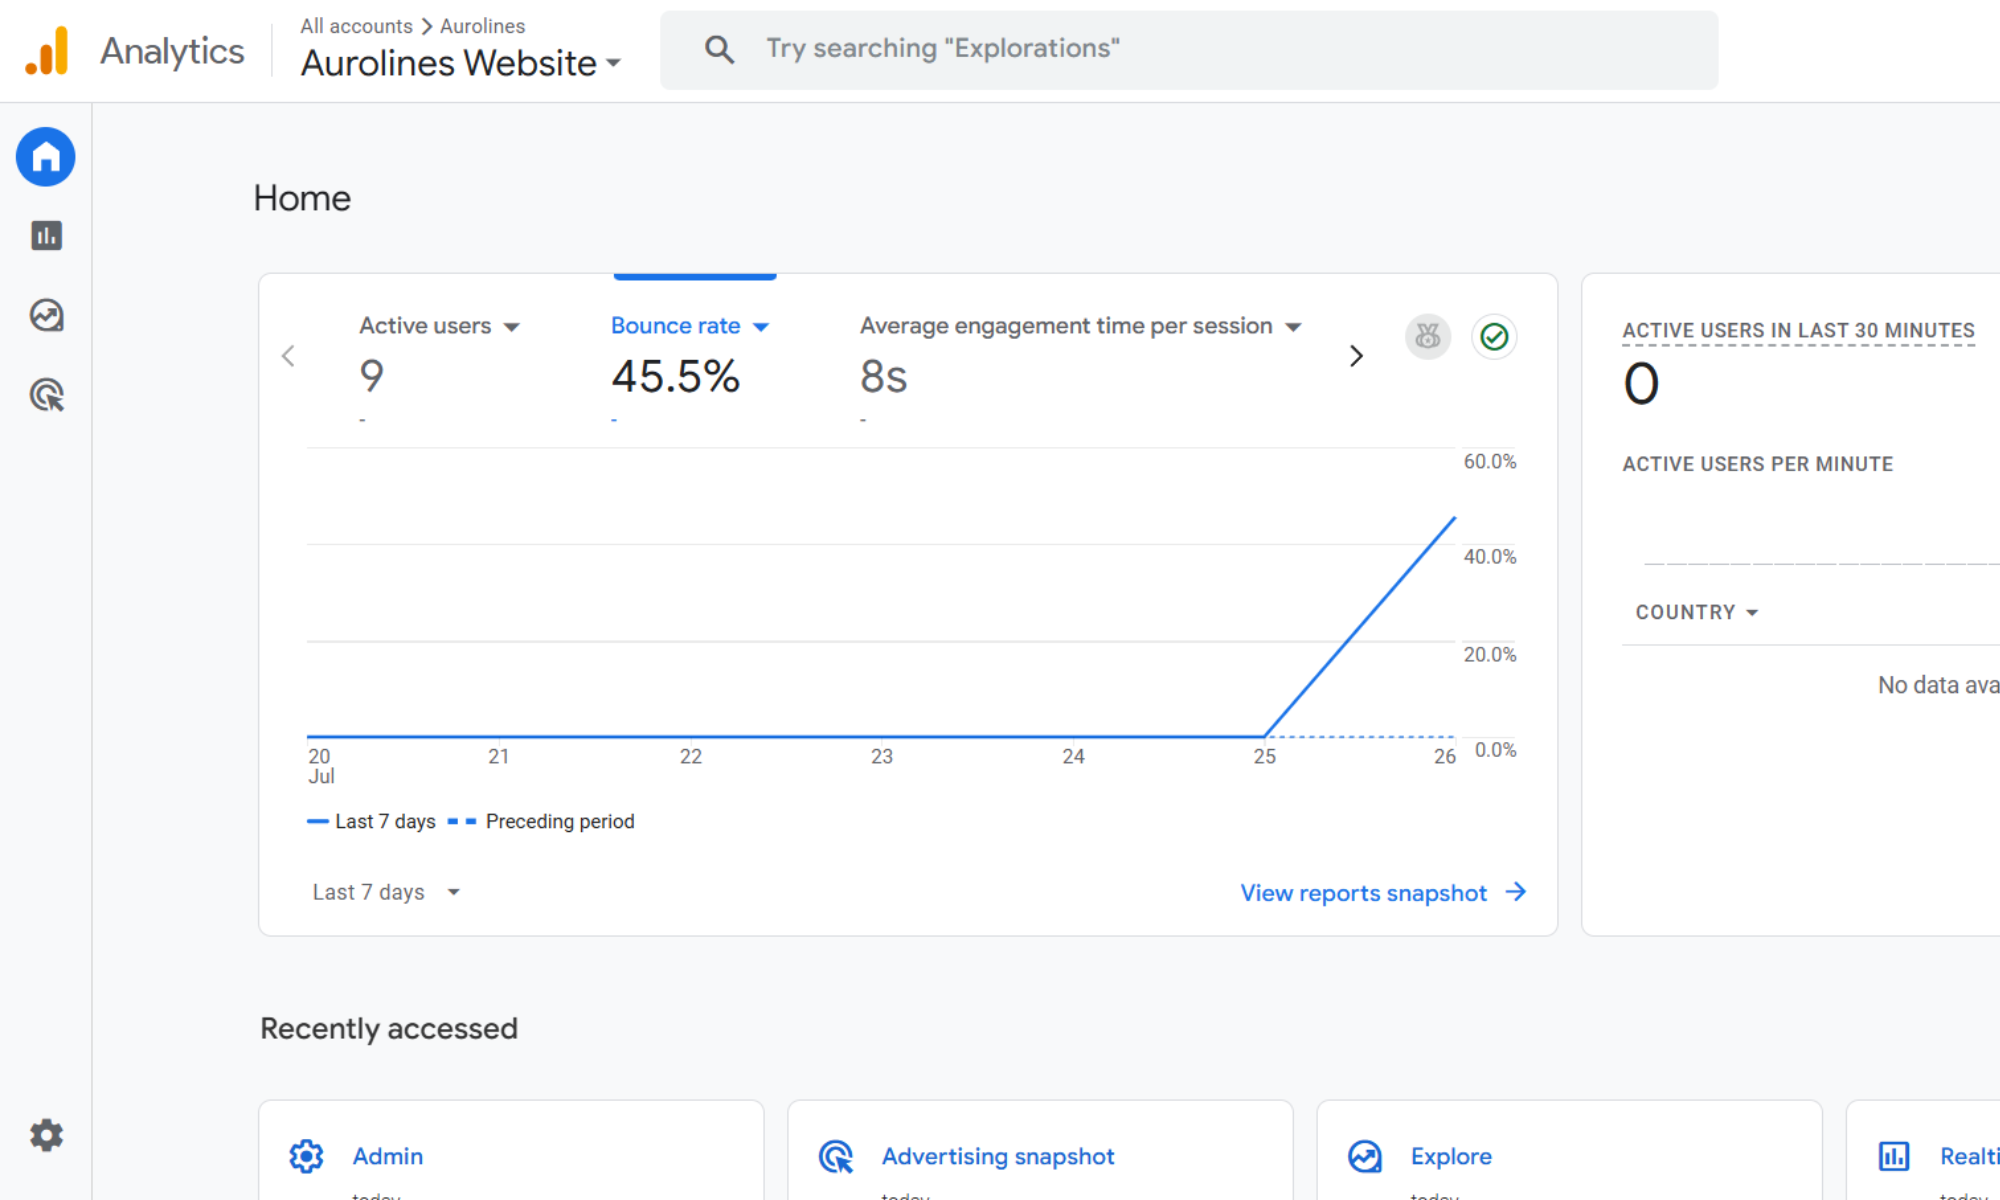 Analytics
All accounts > Aurolines
Aurolines Website
Try searching "Explorations"
Home
Active users
9
-
Bounce rate
45.5%
-
Average engagement time per session
8s
-
60.0%
40.0%
20.0%
0.0%
20 21 22 23 24 25 26
Jul
Last 7 days Preceding period
Last 7 days
View reports snapshot
ACTIVE USERS IN LAST 30 MINUTES
0
ACTIVE USERS PER MINUTE
COUNTRY
No data ava
Recently accessed
Admin
today
Advertising snapshot
today
Explore
today
Realti
today